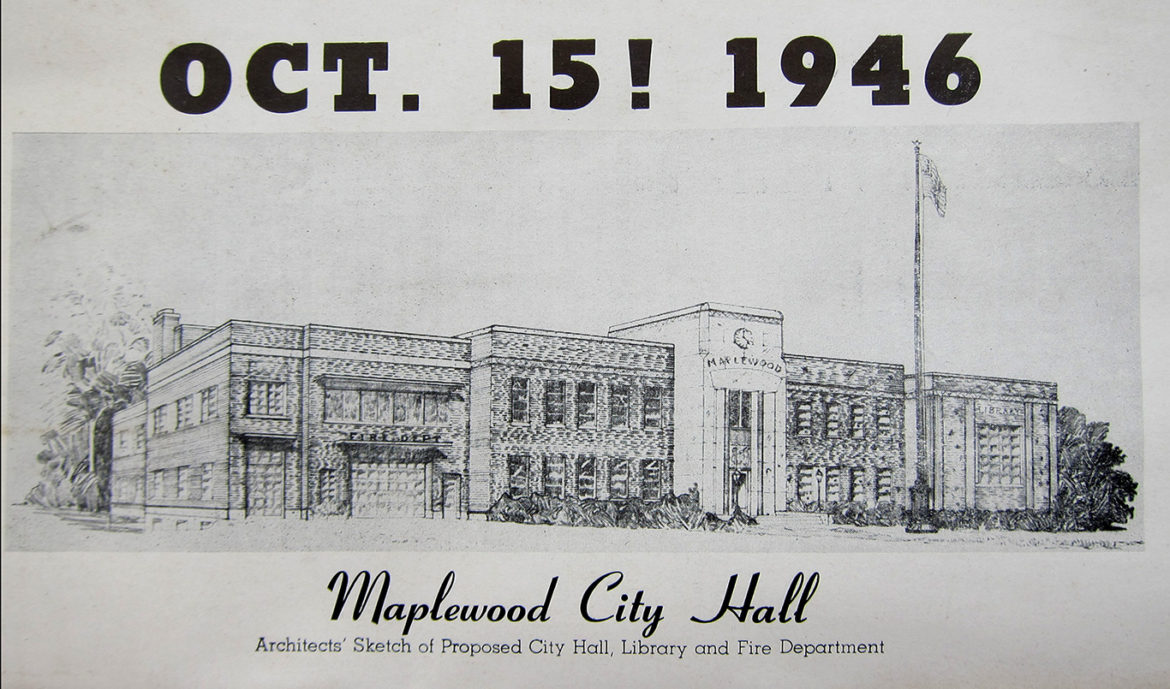 OCT. 15! 1946
MAPLEWOOD
LIBRARY
FIRE DEPT
Maplewood City Hall
Architects' Sketch of Proposed City Hall, Library and Fire Department